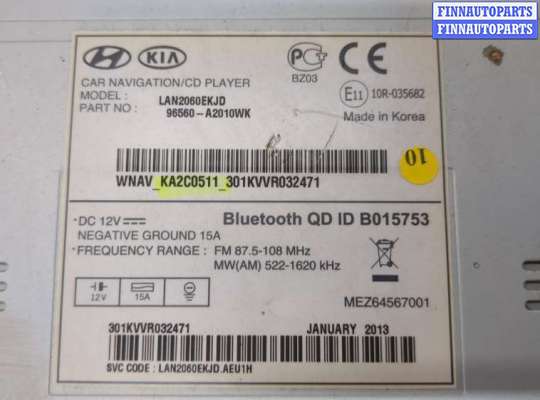 FINNAUTOPARTS
FINNAUTOPARTS
HYUNDAI KIA
CAR NAVIGATION/CD PLAYER
MODEL : LAN2060EKJD
PART NO : 96560-A2010WK
BZ03
CE
E11 10R-035682
Made in Korea
10
WNAV_KA2C0511_301KVVR032471
DC 12V
Bluetooth QD ID B015753
NEGATIVE GROUND 15A
FREQUENCY RANGE : FM 87.5-108 MHz
MW(AM) 522-1620 kHz
12V 15A
MEZ64567001
301KVVR032471
JANUARY 2013
SVC CODE : LAN2060EKJD.AEU1H